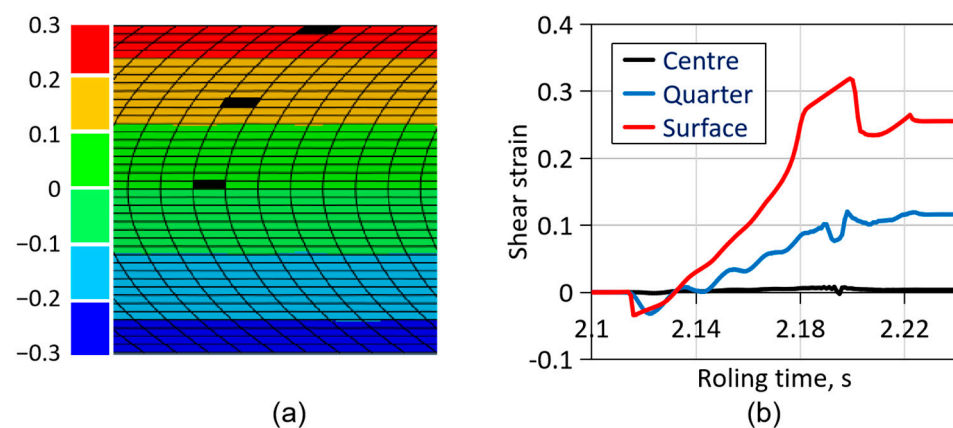 0.3
0.2
0.1
0
−0.1
−0.2
−0.3
(a)
0.4
0.3
0.2
0.1
0
-0.1
Shear strain
Centre
Quarter
Surface
2.1
2.14
2.18
2.22
Roling time, s
(b)